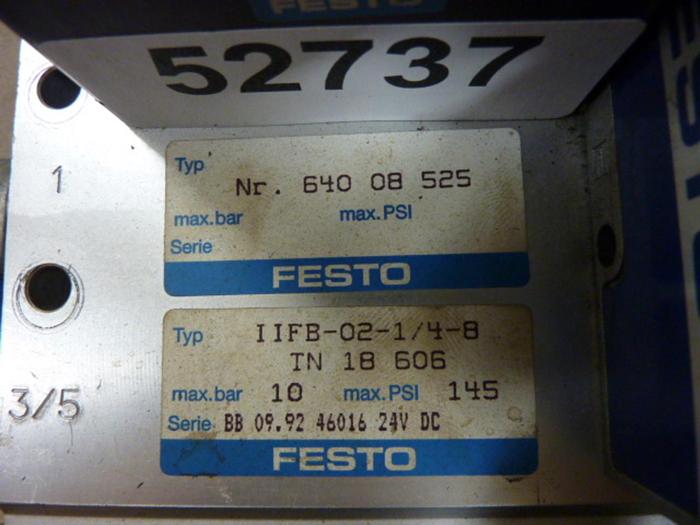 FESTO
52737
1
Typ
Nr. 640 08 525
max.bar max.PSI
Serie
FESTO
Typ IIFB-02-1/4-8
TN 18 606
max.bar 10 max.PSI 145
3/5
Serie BB 09.92 46016 24V DC
FESTO